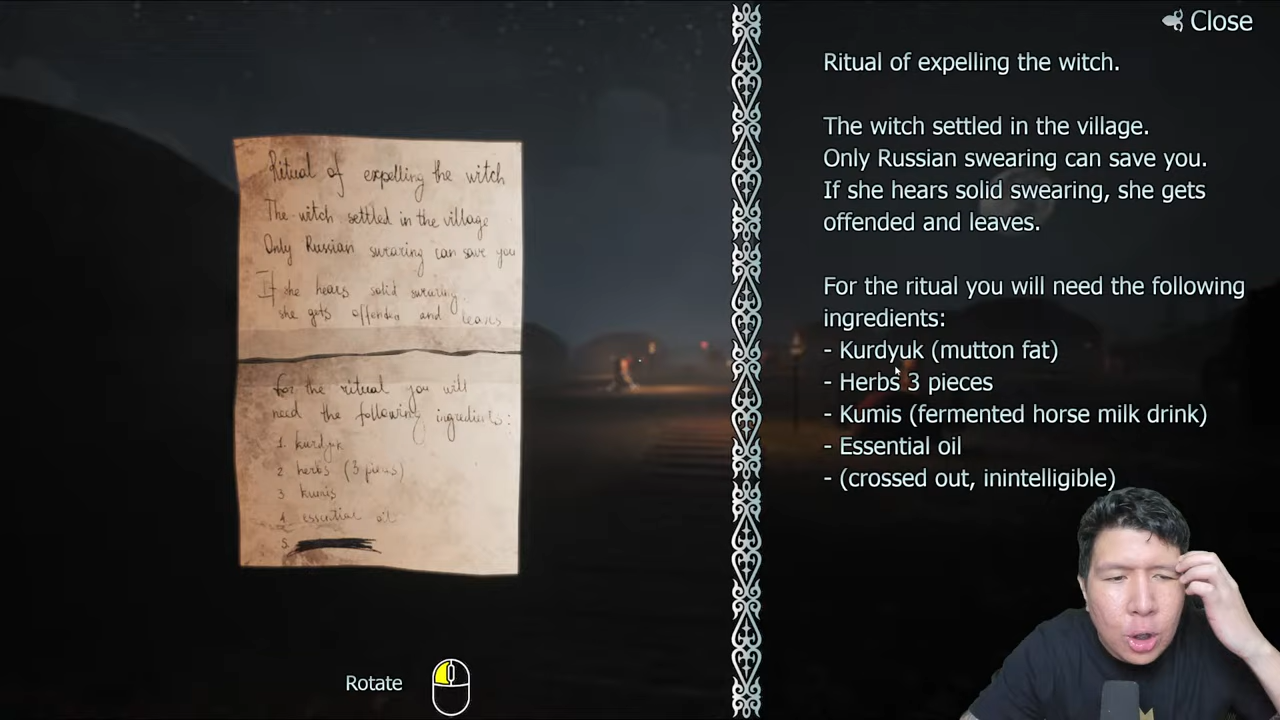 Close
Ritual of expelling the witch
The witch settled in the village
Only Russian swearing can save you
If she hears solid swearing
she gets offended and leaves
For the ritual you will
need the following ingredients:
1. kurdyk
2 herbs (3 pieces)
3 kumis
4. essential oil
5.
Rotate
Ritual of expelling the witch.
The witch settled in the village.
Only Russian swearing can save you.
If she hears solid swearing, she gets
offended and leaves.
For the ritual you will need the following
ingredients:
- Kurdyuk (mutton fat)
- Herbs 3 pieces
- Kumis (fermented horse milk drink)
- Essential oil
- (crossed out, inintelligible)